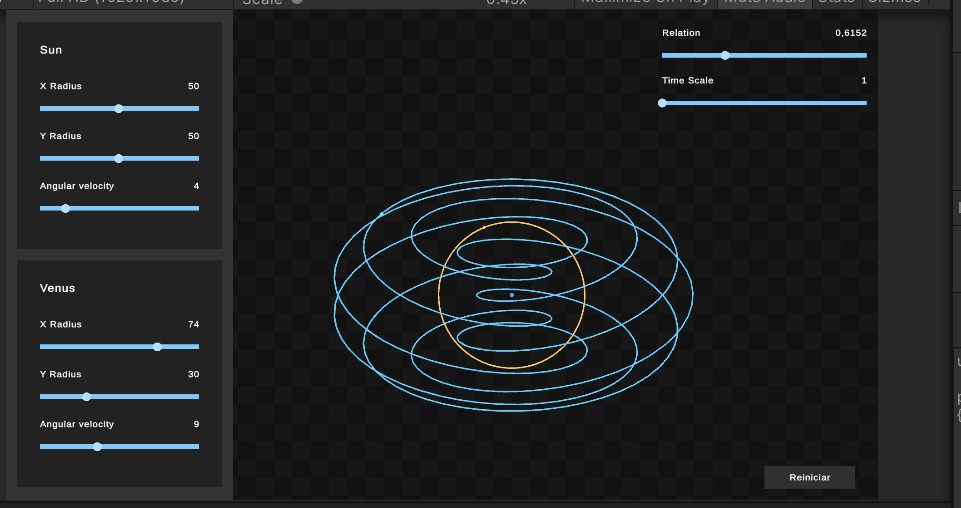 Full HD (1920x1080)
Scale
0.45x
Maximize On Play
Mute Audio
Stats
Gizmos
Sun
X Radius 50
Y Radius 50
Angular velocity 4
Venus
X Radius 74
Y Radius 30
Angular velocity 9
Relation 0,6152
Time Scale 1
Reiniciar